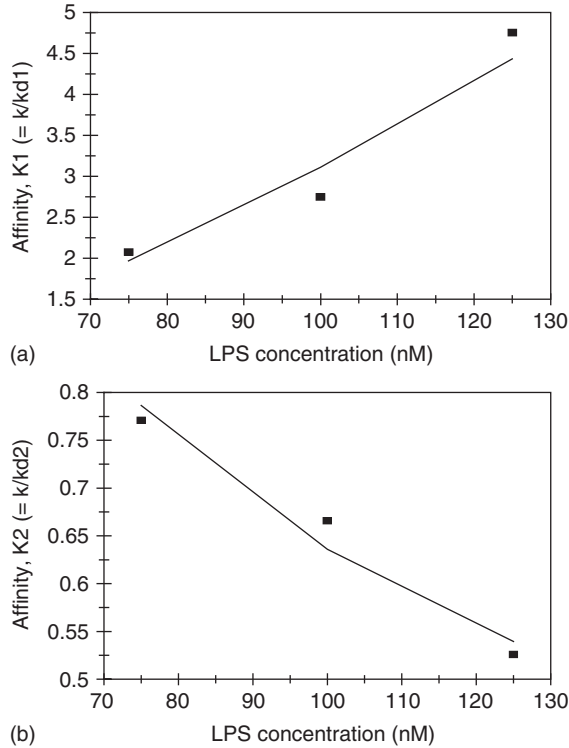 5
4.5
4
3.5
3
2.5
2
1.5
Affinity, K1 (= k/kd1)
70 80 90 100 110 120 130
(a)
LPS concentration (nM)
0.8
0.75
0.7
0.65
0.6
0.55
0.5
Affinity, K2 (= k/kd2)
70 80 90 100 110 120 130
(b)
LPS concentration (nM)